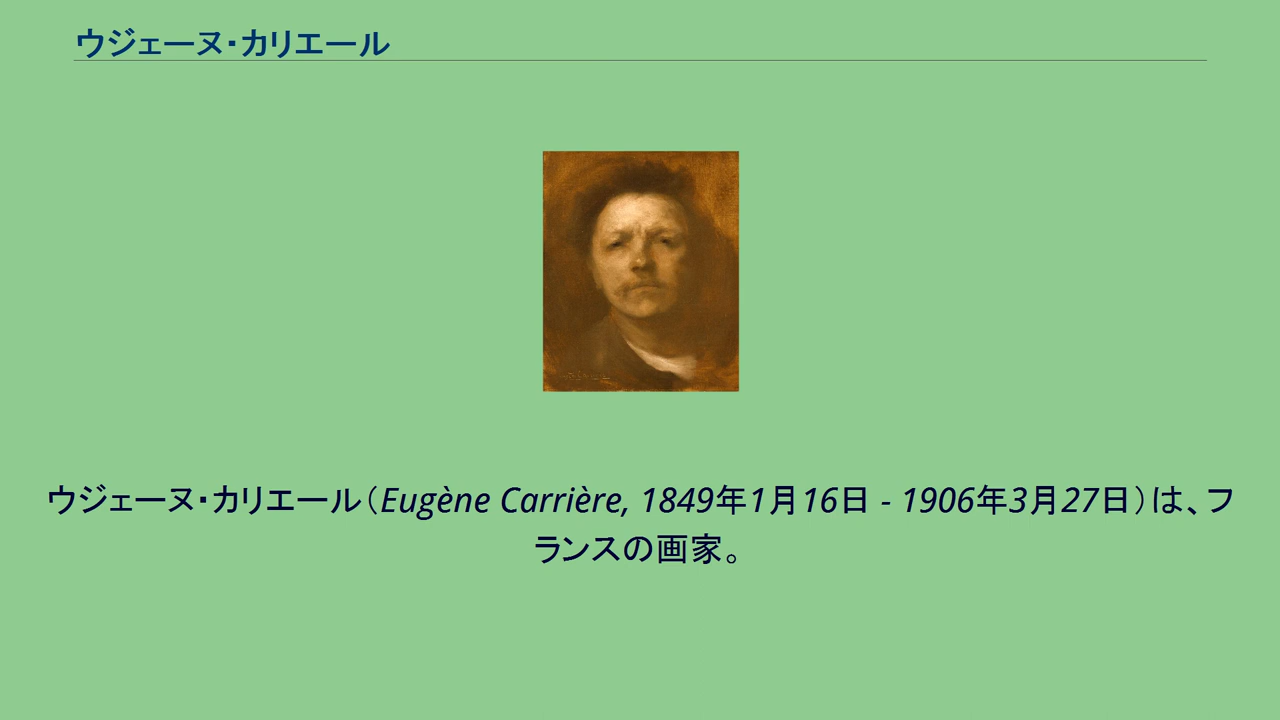 ウジェーヌ・カリエール
ウジェーヌ・カリエール（Eugène Carrière, 1849年1月16日 - 1906年3月27日）は、フ
ランスの画家。